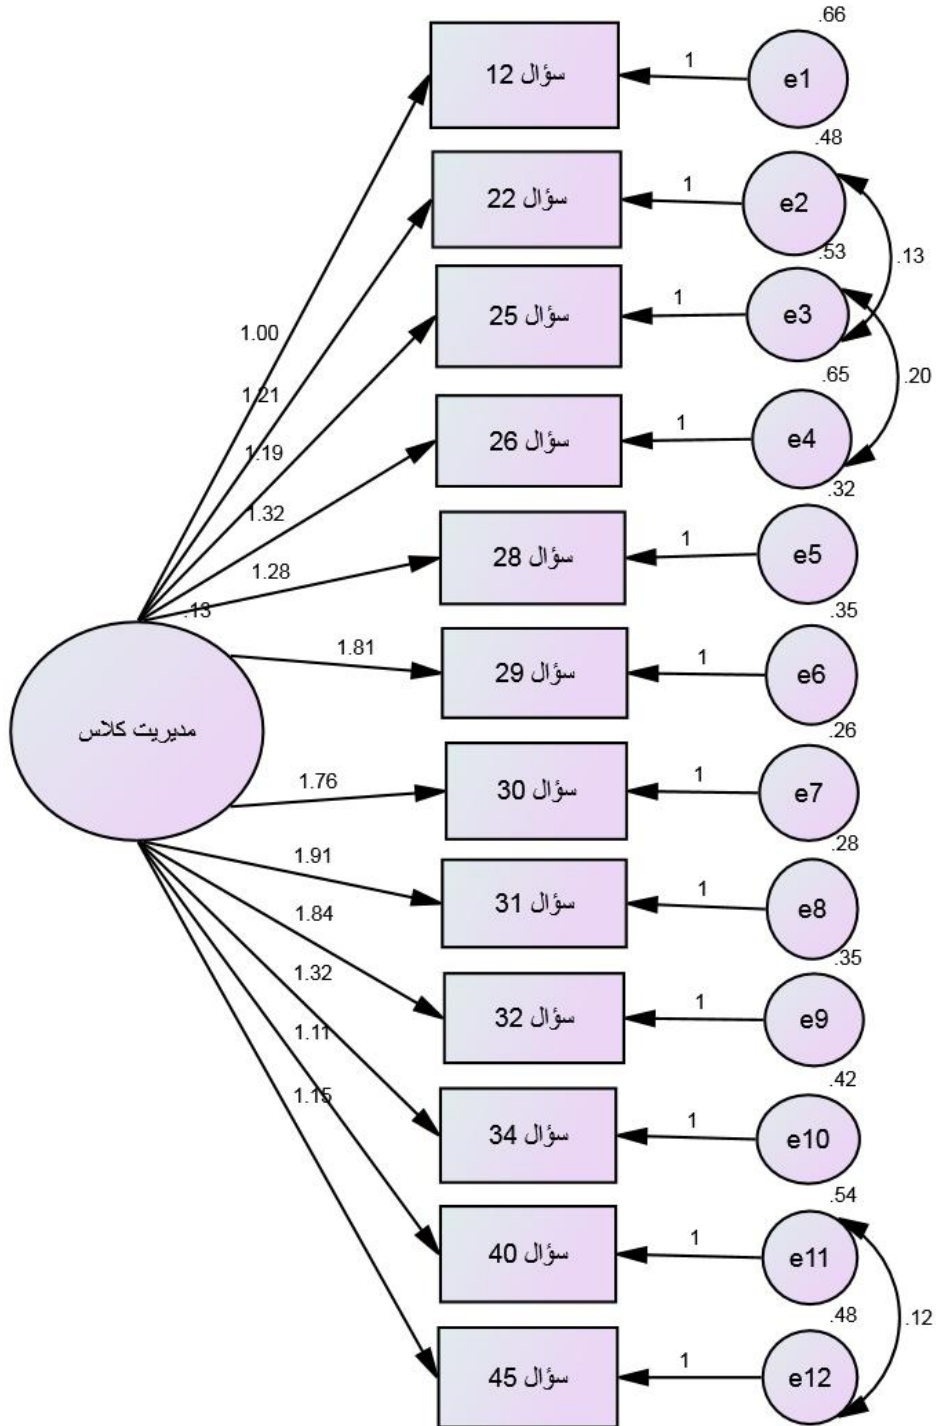 .66
سؤال 12
1
e1
.48
سؤال 22
1
e2
.53
.13
سؤال 25
1
e3
1.00
.65
.20
1.21
سؤال 26
1
e4
1.19
.32
1.32
سؤال 28
1
e5
1.28
.35
.13
1.81
سؤال 29
1
e6
.26
مدیریت کلاس
1.76
سؤال 30
1
e7
.28
1.91
سؤال 31
1
e8
1.84
.35
1.32
سؤال 32
1
e9
1.11
.42
1.15
سؤال 34
1
e10
.54
سؤال 40
1
e11
.48
.12
سؤال 45
1
e12